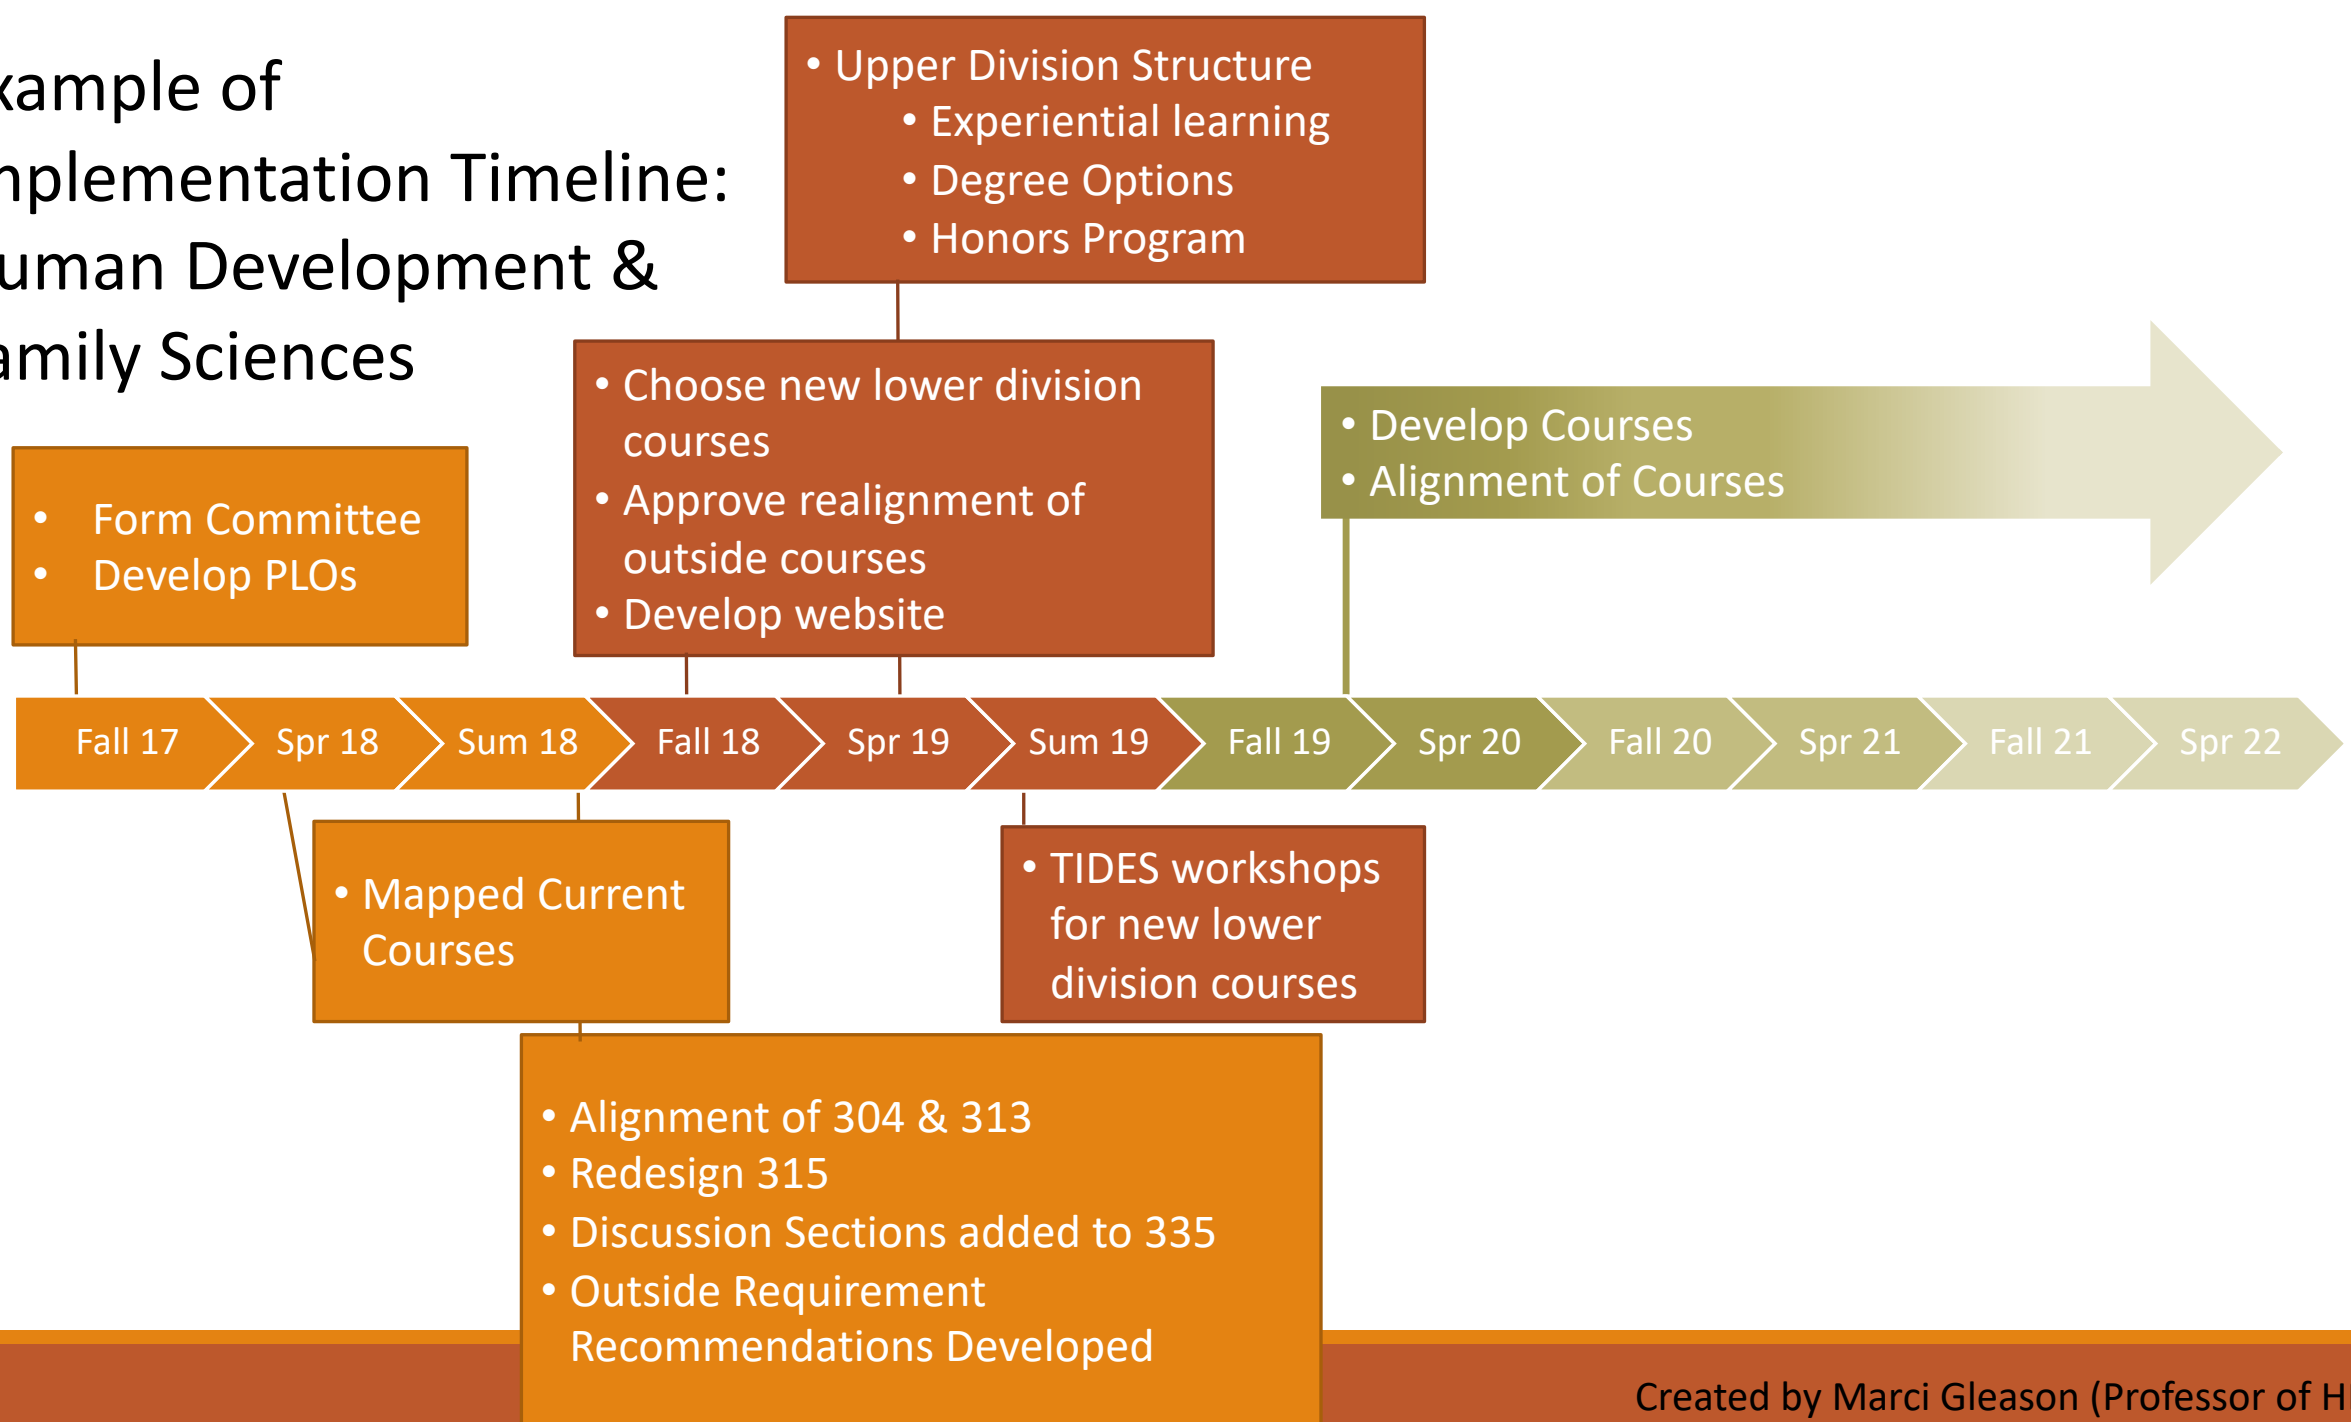 xample of
mplementation Timeline:
uman Development &
amily Sciences
• Upper Division Structure
• Experiential learning
• Degree Options
• Honors Program
• Choose new lower division
courses
• Approve realignment of
outside courses
• Develop website
• Develop Courses
• Alignment of Courses
• Form Committee
• Develop PLOs
Fall 17
Spr 18
Sum 18
Fall 18
Spr 19
Sum 19
Fall 19
Spr 20
Fall 20
Spr 21
Fall 21
Spr 22
• Mapped Current
Courses
• TIDES workshops
for new lower
division courses
• Alignment of 304 & 313
• Redesign 315
• Discussion Sections added to 335
• Outside Requirement
Recommendations Developed
Created by Marci Gleason (Professor of H